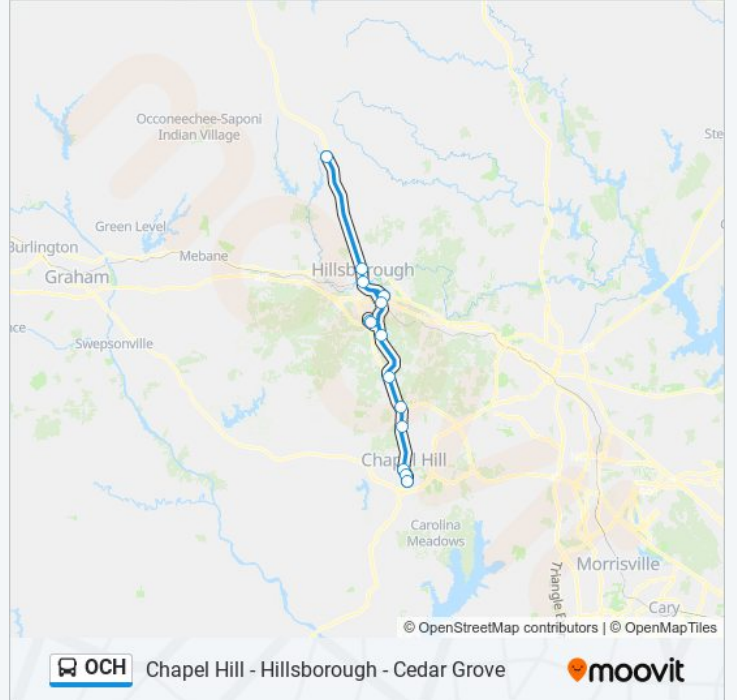 Occoneechee-Saponi
Indian Village
Ste
Green Level
Burlington
Mebane
Hillsborough
Graham
ce
Swepsonville
Chapel Hill
Carolina
Meadows
Morrisville
Triangle E
Cary
© OpenStreetMap contributors | © OpenMapTiles
OCH Chapel Hill - Hillsborough - Cedar Grove moovit